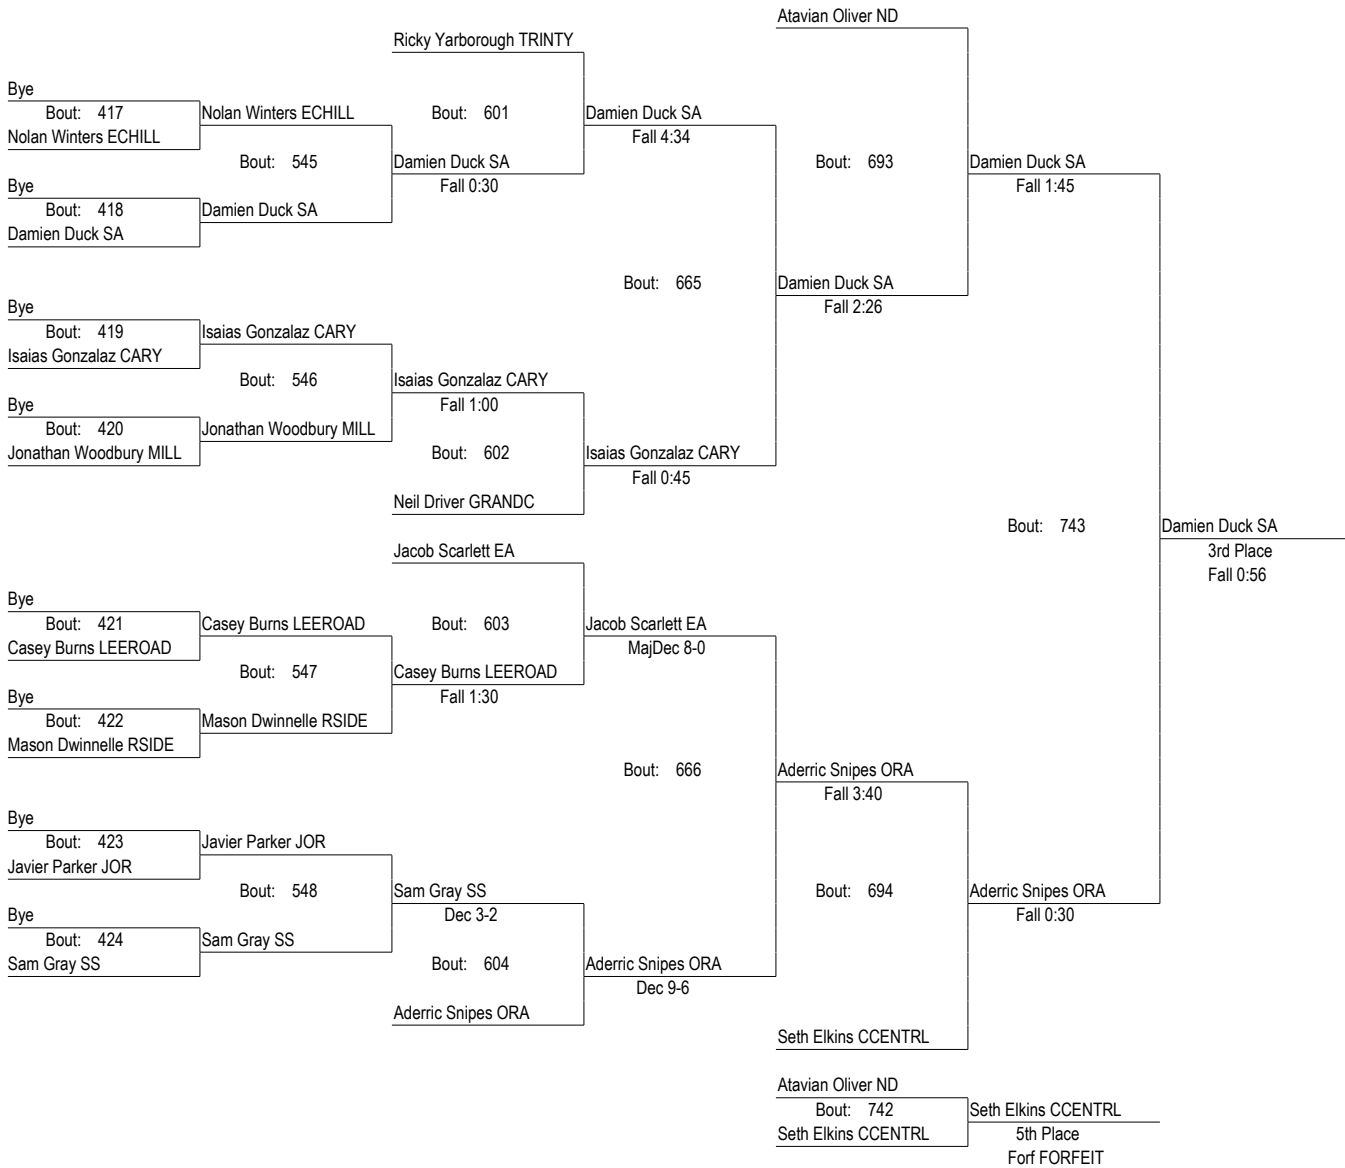 Atavian Oliver ND
Ricky Yarborough TRINTY
Bye
Bout: 417
Nolan Winters ECHILL
Bout: 601
Damien Duck SA
Nolan Winters ECHILL
Fall 4:34
Bout: 545
Damien Duck SA
Bout: 693
Damien Duck SA
Bye
Fall 0:30
Fall 1:45
Bout: 418
Damien Duck SA
Damien Duck SA
Bout: 665
Damien Duck SA
Bye
Fall 2:26
Bout: 419
Isaias Gonzalaz CARY
Isaias Gonzalaz CARY
Bout: 546
Isaias Gonzalaz CARY
Bye
Fall 1:00
Bout: 420
Jonathan Woodbury MILL
Jonathan Woodbury MILL
Bout: 602
Isaias Gonzalaz CARY
Fall 0:45
Neil Driver GRANDC
Bout: 743
Damien Duck SA
Jacob Scarlett EA
3rd Place
Fall 0:56
Bye
Bout: 421
Casey Burns LEEROAD
Bout: 603
Jacob Scarlett EA
Casey Burns LEEROAD
MajDec 8-0
Bout: 547
Casey Burns LEEROAD
Bye
Fall 1:30
Bout: 422
Mason Dwinnelle RSIDE
Mason Dwinnelle RSIDE
Bout: 666
Aderric Snipes ORA
Fall 3:40
Bye
Bout: 423
Javier Parker JOR
Javier Parker JOR
Bout: 548
Sam Gray SS
Bout: 694
Aderric Snipes ORA
Bye
Dec 3-2
Fall 0:30
Bout: 424
Sam Gray SS
Sam Gray SS
Bout: 604
Aderric Snipes ORA
Dec 9-6
Aderric Snipes ORA
Seth Elkins CCENTRL
Atavian Oliver ND
Bout: 742
Seth Elkins CCENTRL
Seth Elkins CCENTRL
5th Place
Forf FORFEIT